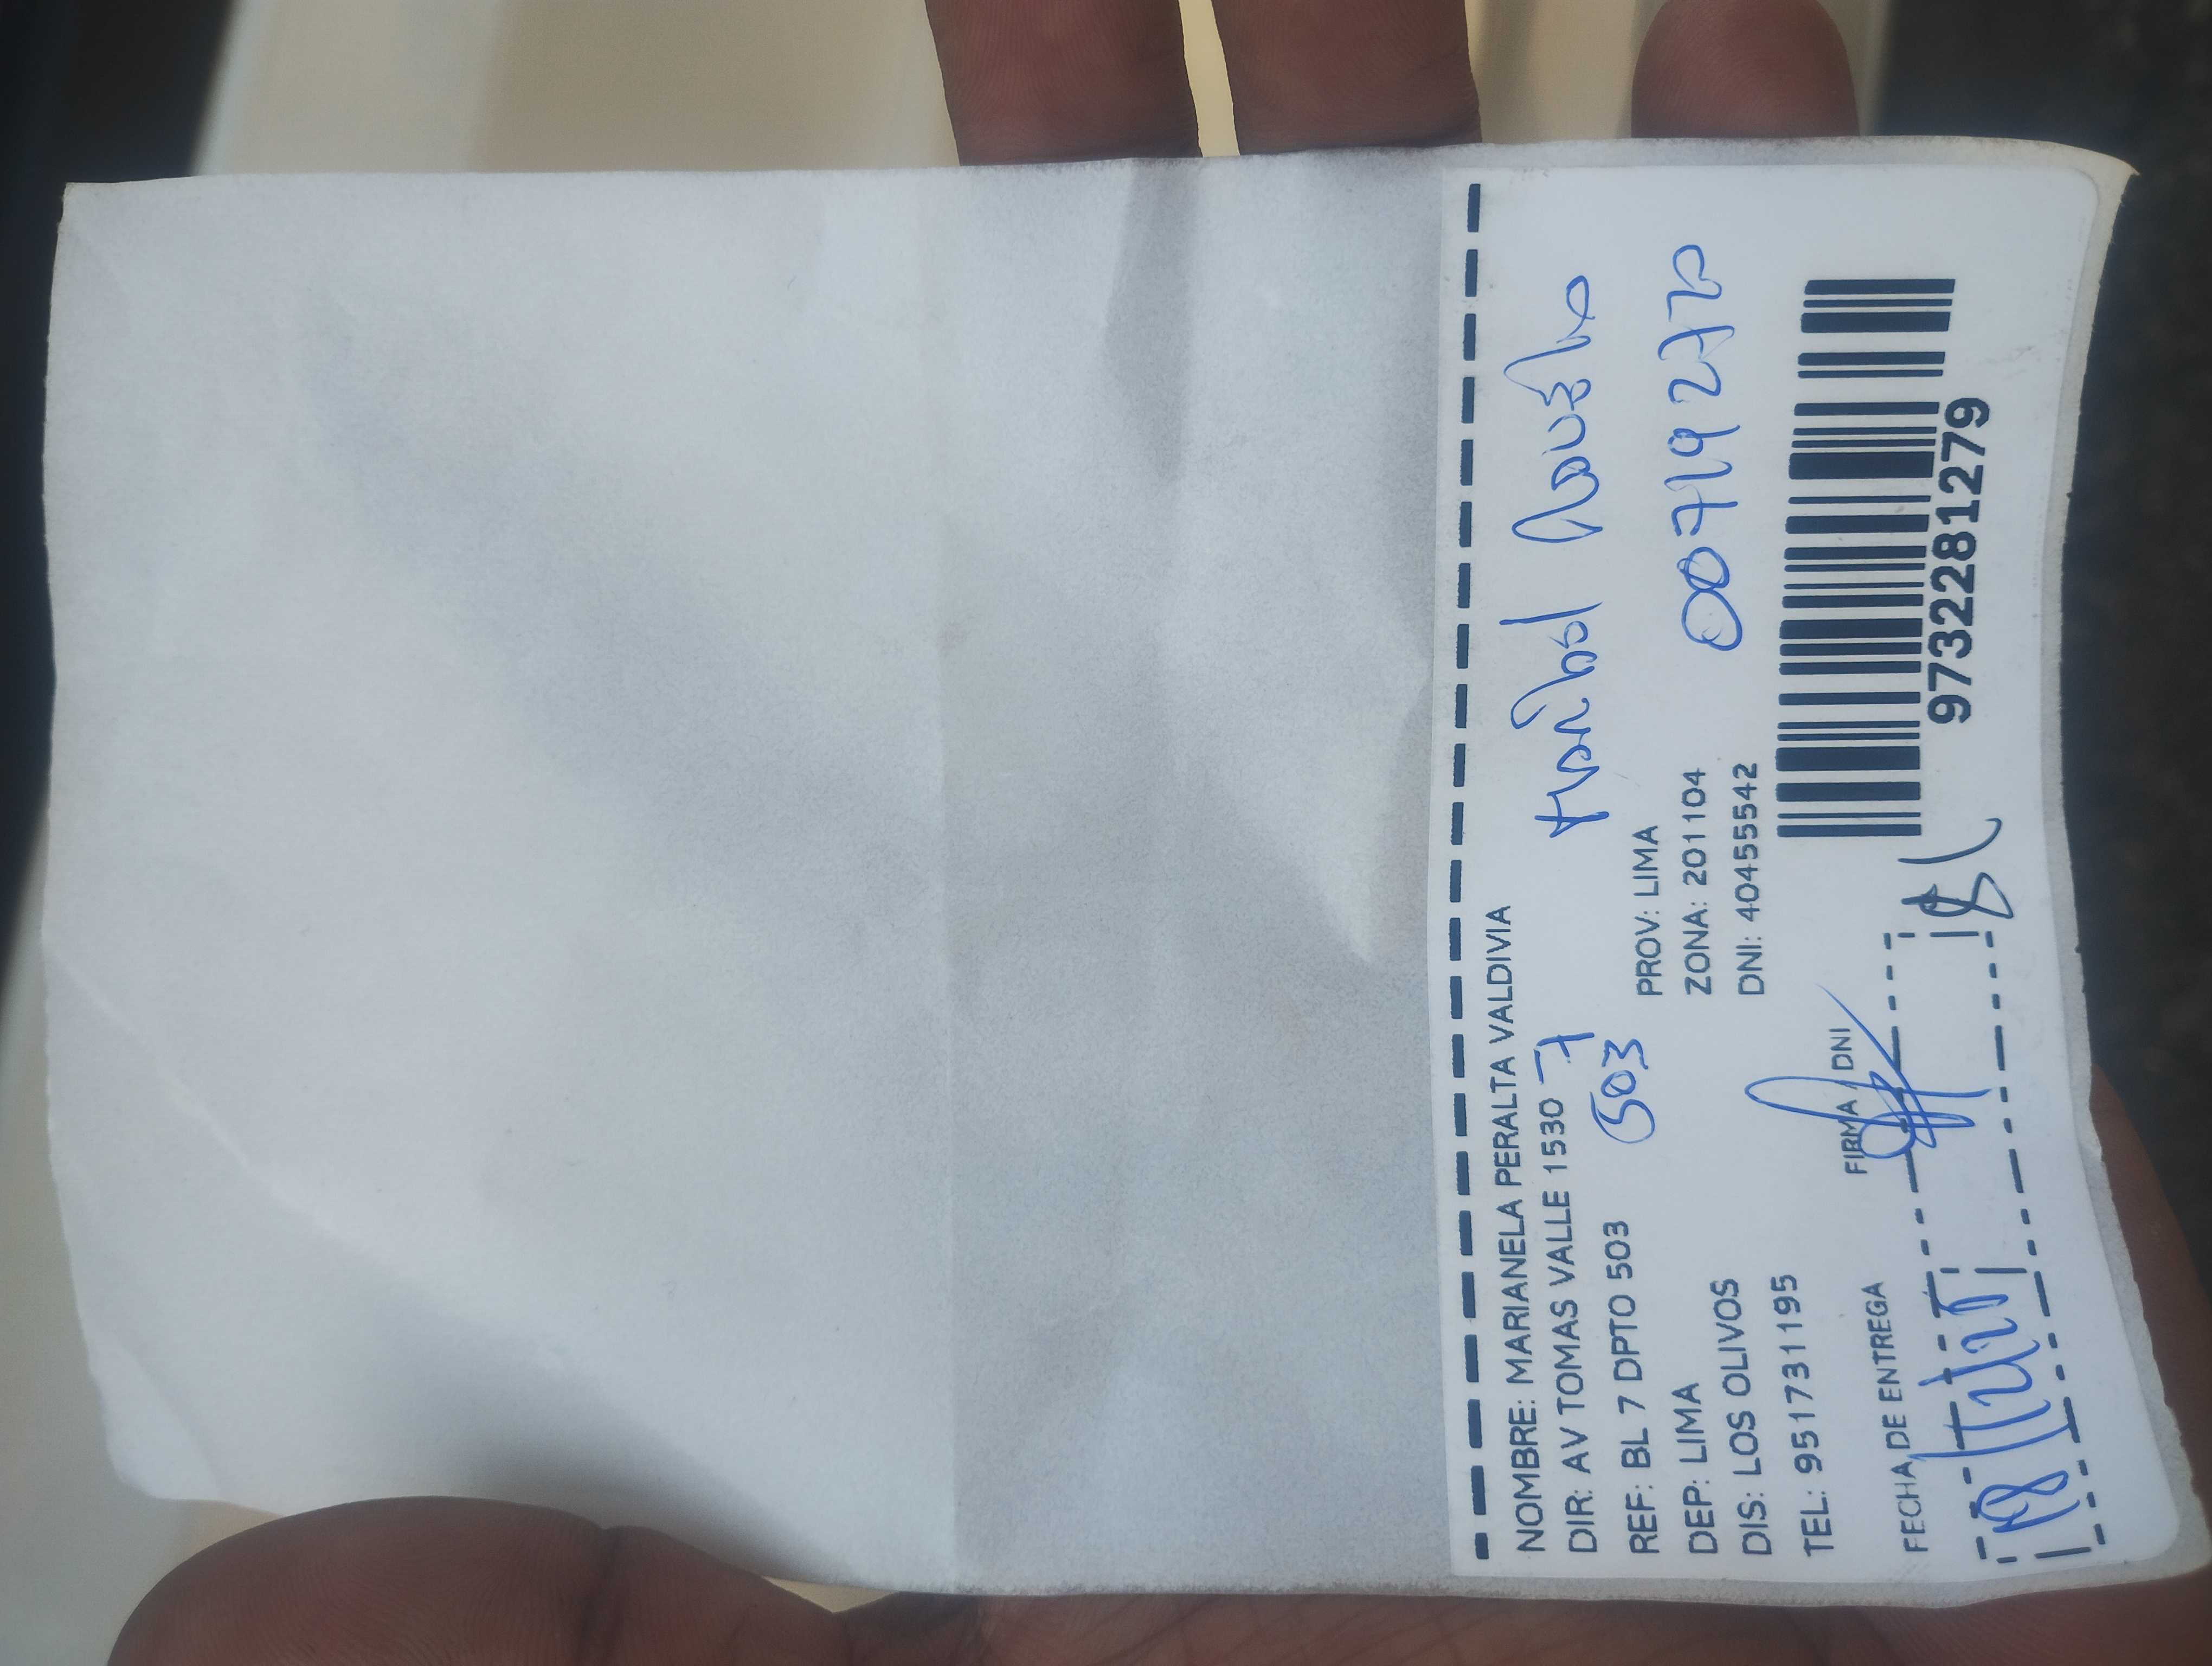 NOMBRE: MARIANELA PERALTA VALDIVIA
DIR: AV TOMAS VALLE 1530 7
503
REF: BL 7 DPTO 503
DEP: LIMA
PROV: LIMA
DIS: LOS OLIVOS
ZONA: 201104
TEL: 951731195
DNI: 40455542
FECHA DE ENTREGA
FIRMA / DNI
9732281279